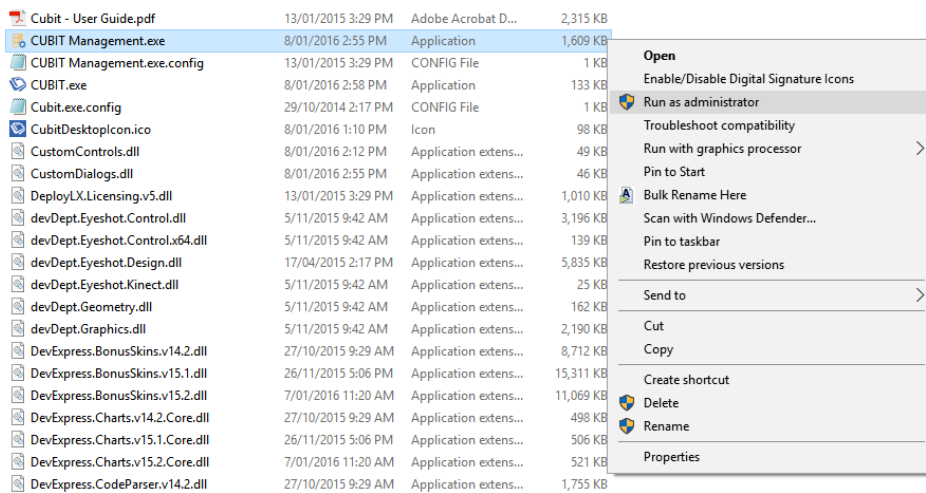 Cubit - User Guide.pdf 13/01/2015 3:29 PM Adobe Acrobat D... 2,315 KB
CUBIT Management.exe 8/01/2016 2:55 PM Application 1,609 KB
CUBIT Management.exe.config 13/01/2015 3:29 PM CONFIG File 1 KB
CUBIT.exe 8/01/2016 2:58 PM Application 133 KB
Cubit.exe.config 29/10/2014 2:17 PM CONFIG File 1 KB
CubitDesktopIcon.ico 8/01/2016 1:10 PM Icon 98 KB
CustomControls.dll 8/01/2016 2:12 PM Application extens... 49 KB
CustomDialogs.dll 8/01/2016 2:55 PM Application extens... 46 KB
DeployLX.Licensing.v5.dll 13/01/2015 3:29 PM Application extens... 1,010 KB
devDept.Eyeshot.Control.dll 5/11/2015 9:42 AM Application extens... 3,196 KB
devDept.Eyeshot.Control.x64.dll 5/11/2015 9:42 AM Application extens... 139 KB
devDept.Eyeshot.Design.dll 17/04/2015 2:17 PM Application extens... 5,835 KB
devDept.Eyeshot.Kinect.dll 5/11/2015 9:42 AM Application extens... 25 KB
devDept.Geometry.dll 5/11/2015 9:42 AM Application extens... 162 KB
devDept.Graphics.dll 5/11/2015 9:42 AM Application extens... 2,190 KB
DevExpress.BonusSkins.v14.2.dll 27/10/2015 9:29 AM Application extens... 8,712 KB
DevExpress.BonusSkins.v15.1.dll 26/11/2015 5:06 PM Application extens... 15,311 KB
DevExpress.BonusSkins.v15.2.dll 7/01/2016 11:20 AM Application extens... 11,069 KB
DevExpress.Charts.v14.2.Core.dll 27/10/2015 9:29 AM Application extens... 498 KB
DevExpress.Charts.v15.1.Core.dll 26/11/2015 5:06 PM Application extens... 506 KB
DevExpress.Charts.v15.2.Core.dll 7/01/2016 11:20 AM Application extens... 521 KB
DevExpress.CodeParser.v14.2.dll 27/10/2015 9:29 AM Application extens... 1,755 KB
Open
Enable/Disable Digital Signature Icons
Run as administrator
Troubleshoot compatibility
Run with graphics processor
Pin to Start
Bulk Rename Here
Scan with Windows Defender...
Pin to taskbar
Restore previous versions
Send to
Cut
Copy
Create shortcut
Delete
Rename
Properties